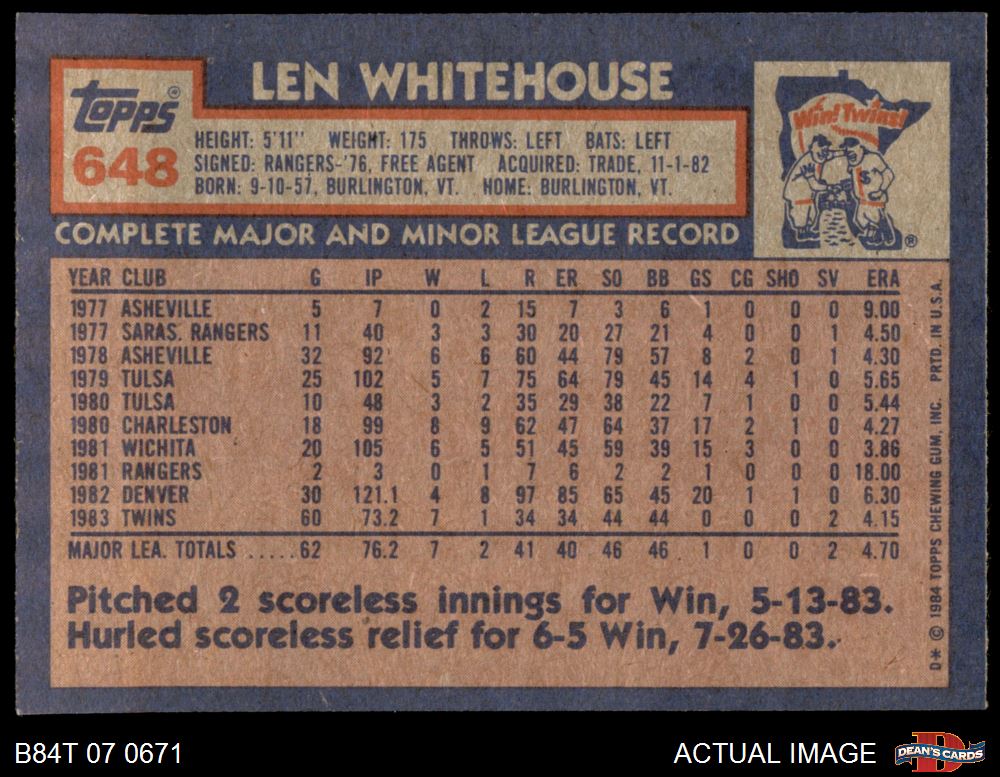 LEN WHITEHOUSE
Topps®
648
HEIGHT: 5'11" WEIGHT: 175 THROWS: LEFT BATS: LEFT
SIGNED: RANGERS-'76, FREE AGENT ACQUIRED: TRADE, 11-1-82
BORN: 9-10-57, BURLINGTON, VT. HOME: BURLINGTON, VT.
Win! Twins!
®
COMPLETE MAJOR AND MINOR LEAGUE RECORD
YEAR CLUB G IP W L R ER SO BB GS CG SHO SV ERA
1977 ASHEVILLE 5 7 0 2 15 7 3 6 1 0 0 0 9.00
1977 SARAS. RANGERS 11 40 3 3 30 20 27 21 4 0 0 1 4.50
1978 ASHEVILLE 32 92 6 6 60 44 79 57 8 2 0 1 4.30
1979 TULSA 25 102 5 7 75 64 79 45 14 4 1 0 5.65
1980 TULSA 10 48 3 2 35 29 38 22 7 1 0 0 5.44
1980 CHARLESTON 18 99 8 9 62 47 64 37 17 2 1 0 4.27
1981 WICHITA 20 105 6 5 51 45 59 39 15 3 0 0 3.86
1981 RANGERS 2 3 0 1 7 6 2 2 1 0 0 0 18.00
1982 DENVER 30 121.1 4 8 97 85 65 45 20 1 1 0 6.30
1983 TWINS 60 73.2 7 1 34 34 44 44 0 0 0 2 4.15
MAJOR LEA. TOTALS .....62 76.2 7 2 41 40 46 46 1 0 0 2 4.70
Pitched 2 scoreless innings for Win, 5-13-83.
Hurled scoreless relief for 6-5 Win, 7-26-83.
D* © 1984 TOPPS CHEWING GUM, INC. PRTD. IN U.S.A.
B84T 07 0671
ACTUAL IMAGE
D
DEAN'S CARDS